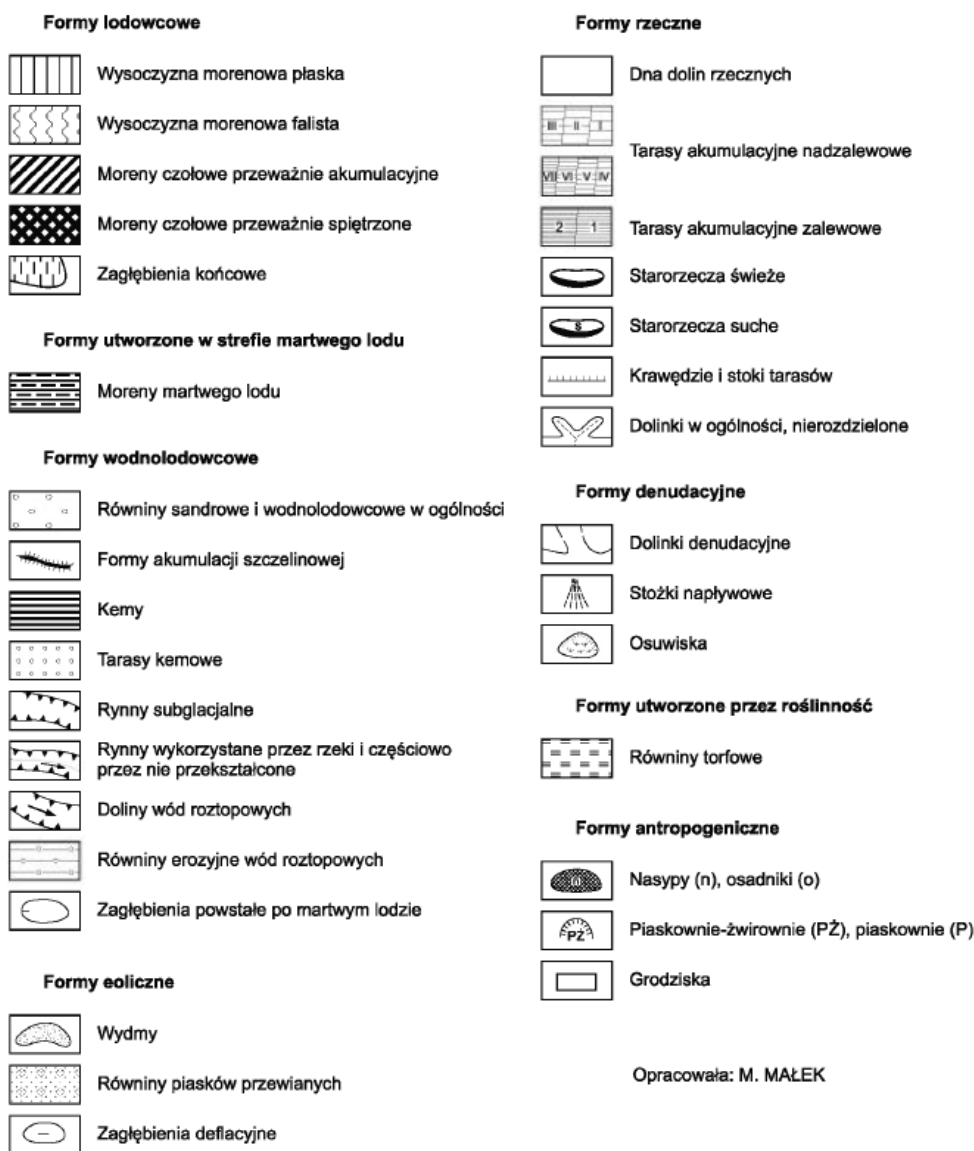 Formy lodowcowe
Wysoczyzna morenowa płaska
Wysoczyzna morenowa falista
Moreny czołowe przeważnie akumulacyjne
Moreny czołowe przeważnie spiętrzone
Zagłębienia końcowe
Formy utworzone w strefie martwego lodu
Moreny martwego lodu
Formy wodnolodowcowe
Równiny sandrowe i wodnolodowcowe w ogólności
Formy akumulacji szczelinowej
Kemy
Tarasy kemowe
Rynny subglacjalne
Rynny wykorzystane przez rzeki i częściowo
przez nie przekształcone
Doliny wód roztopowych
Równiny erozyjne wód roztopowych
Zagłębienia powstałe po martwym lodzie
Formy eoliczne
Wydmy
Równiny piasków przewianych
Zagłębienia deflacyjne
Formy rzeczne
Dna dolin rzecznych
III II I
Tarasy akumulacyjne nadzalewowe
VII VI V IV
2 1 Tarasy akumulacyjne zalewowe
Starorzecza świeże
S Starorzecza suche
Krawędzie i stoki tarasów
Dolinki w ogólności, nierozdzielone
Formy denudacyjne
Dolinki denudacyjne
Stożki napływowe
Osuwiska
Formy utworzone przez roślinność
Równiny torfowe
Formy antropogeniczne
n Nasypy (n), osadniki (o)
PŻ Piaskownie-żwirownie (PŻ), piaskownie (P)
Grodziska
Opracowała: M. MAŁEK